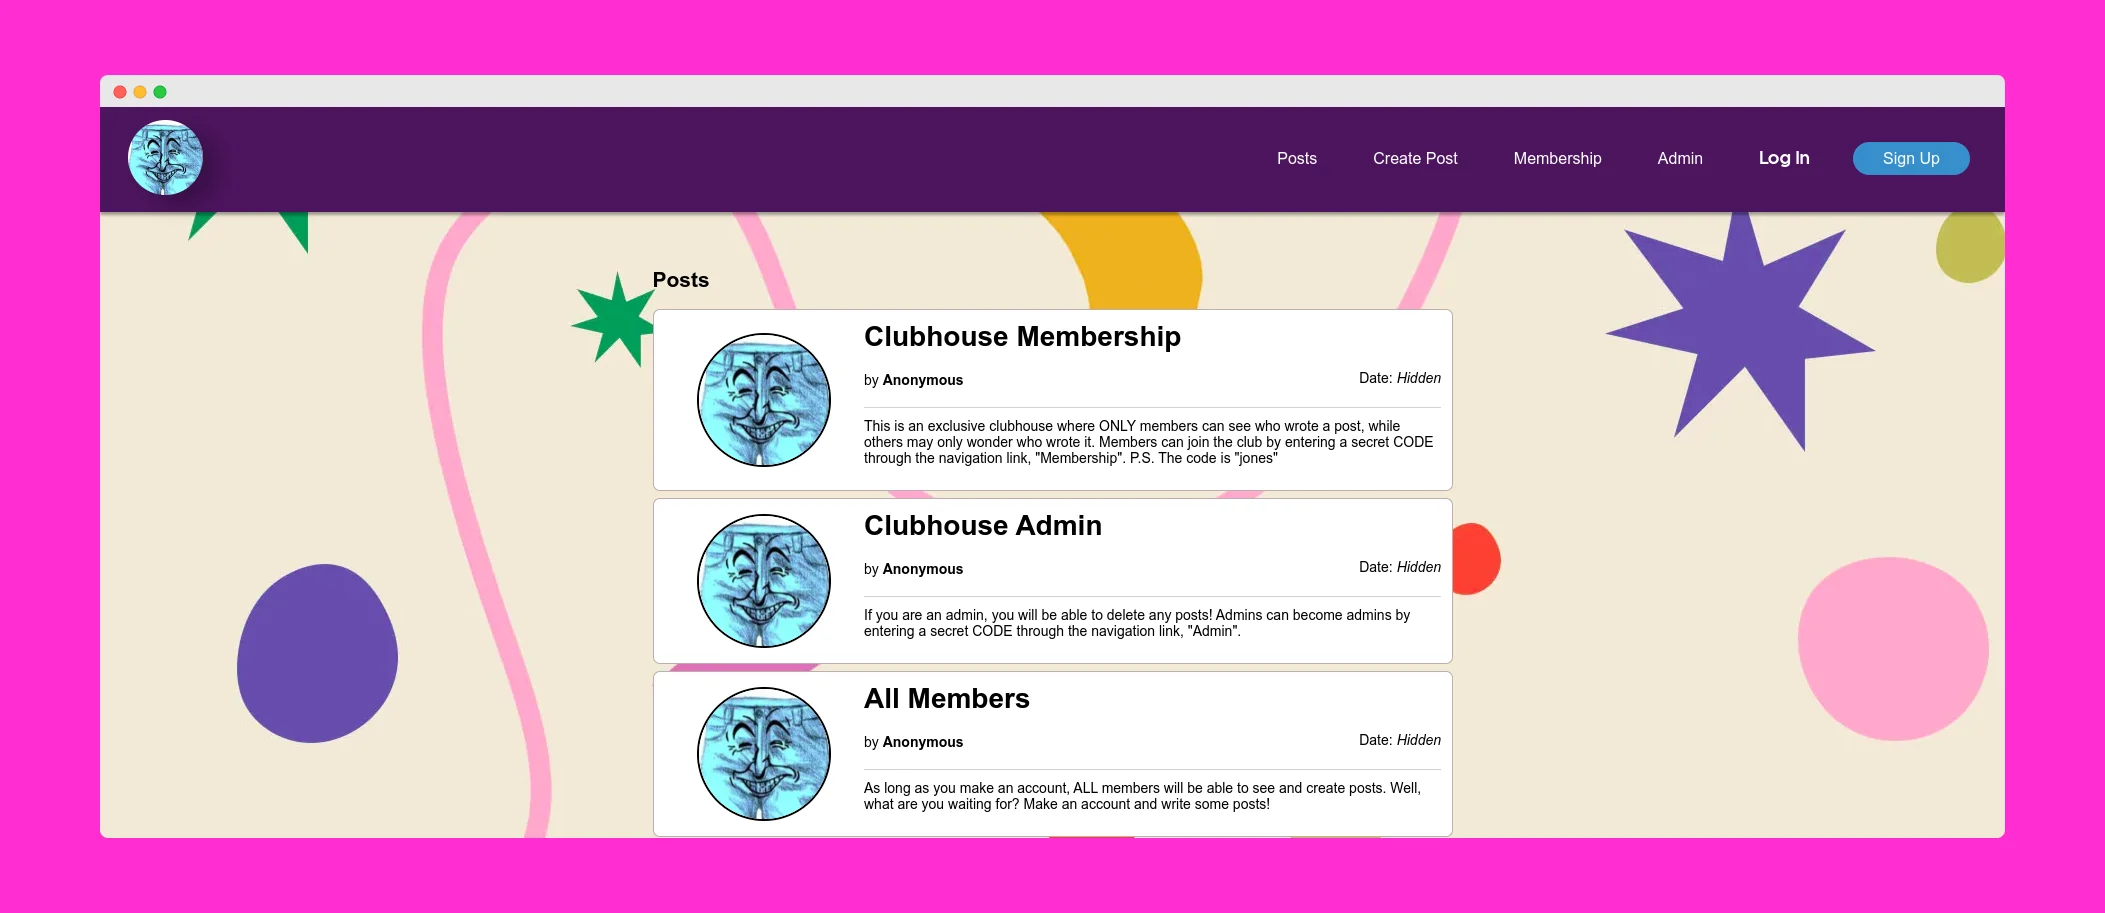 Posts
Create Post
Membership
Admin
Log In
Sign Up
Posts
Clubhouse Membership
by Anonymous
Date: Hidden
This is an exclusive clubhouse where ONLY members can see who wrote a post, while
others may only wonder who wrote it. Members can join the club by entering a secret CODE
through the navigation link, "Membership". P.S. The code is "jones"
Clubhouse Admin
by Anonymous
Date: Hidden
If you are an admin, you will be able to delete any posts! Admins can become admins by
entering a secret CODE through the navigation link, "Admin".
All Members
by Anonymous
Date: Hidden
As long as you make an account, ALL members will be able to see and create posts. Well,
what are you waiting for? Make an account and write some posts!